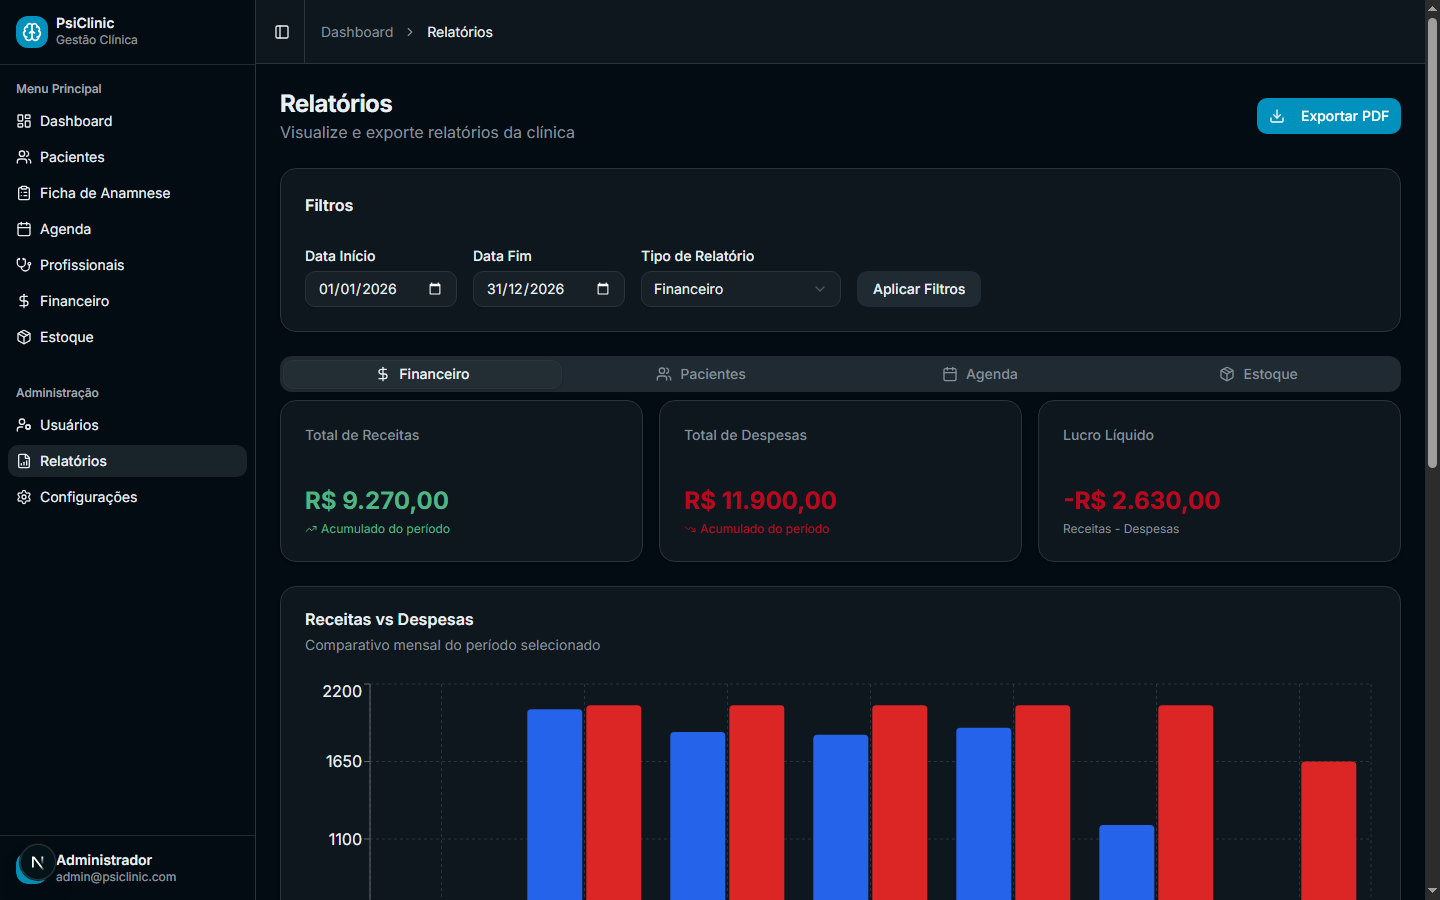 PsiClinic
Gestão Clínica
Menu Principal
Dashboard
Pacientes
Ficha de Anamnese
Agenda
Profissionais
Financeiro
Estoque
Administração
Usuários
Relatórios
Configurações
N
Administrador
admin@psiclinic.com
Dashboard > Relatórios
Relatórios
Visualize e exporte relatórios da clínica
Exportar PDF
Filtros
Data Início
Data Fim
Tipo de Relatório
01/01/2026
31/12/2026
Financeiro
Aplicar Filtros
Financeiro
Pacientes
Agenda
Estoque
Total de Receitas
R$ 9.270,00
Acumulado do período
Total de Despesas
R$ 11.900,00
Acumulado do período
Lucro Líquido
-R$ 2.630,00
Receitas - Despesas
Receitas vs Despesas
Comparativo mensal do período selecionado
2200
1650
1100